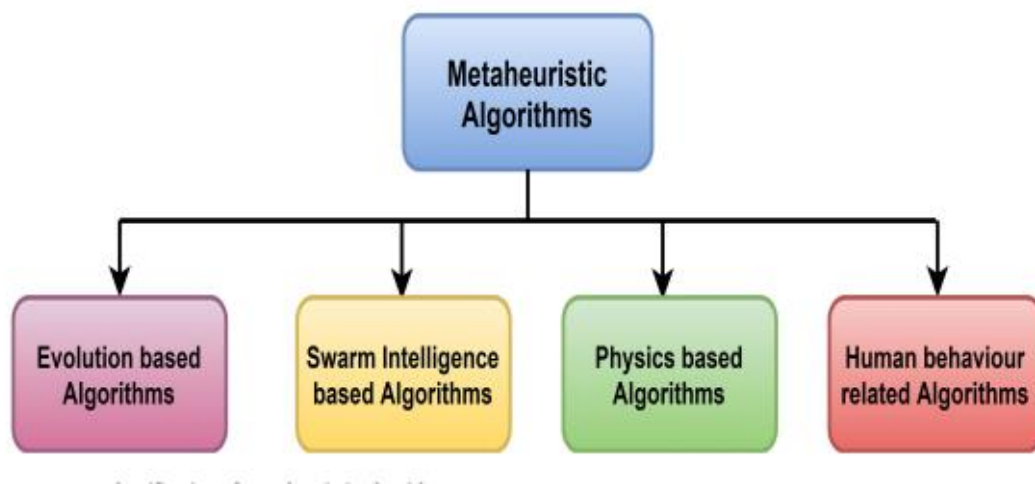 Metaheuristic
Algorithms
Evolution based
Algorithms
Swarm Intelligence
based Algorithms
Physics based
Algorithms
Human behaviour
related Algorithms